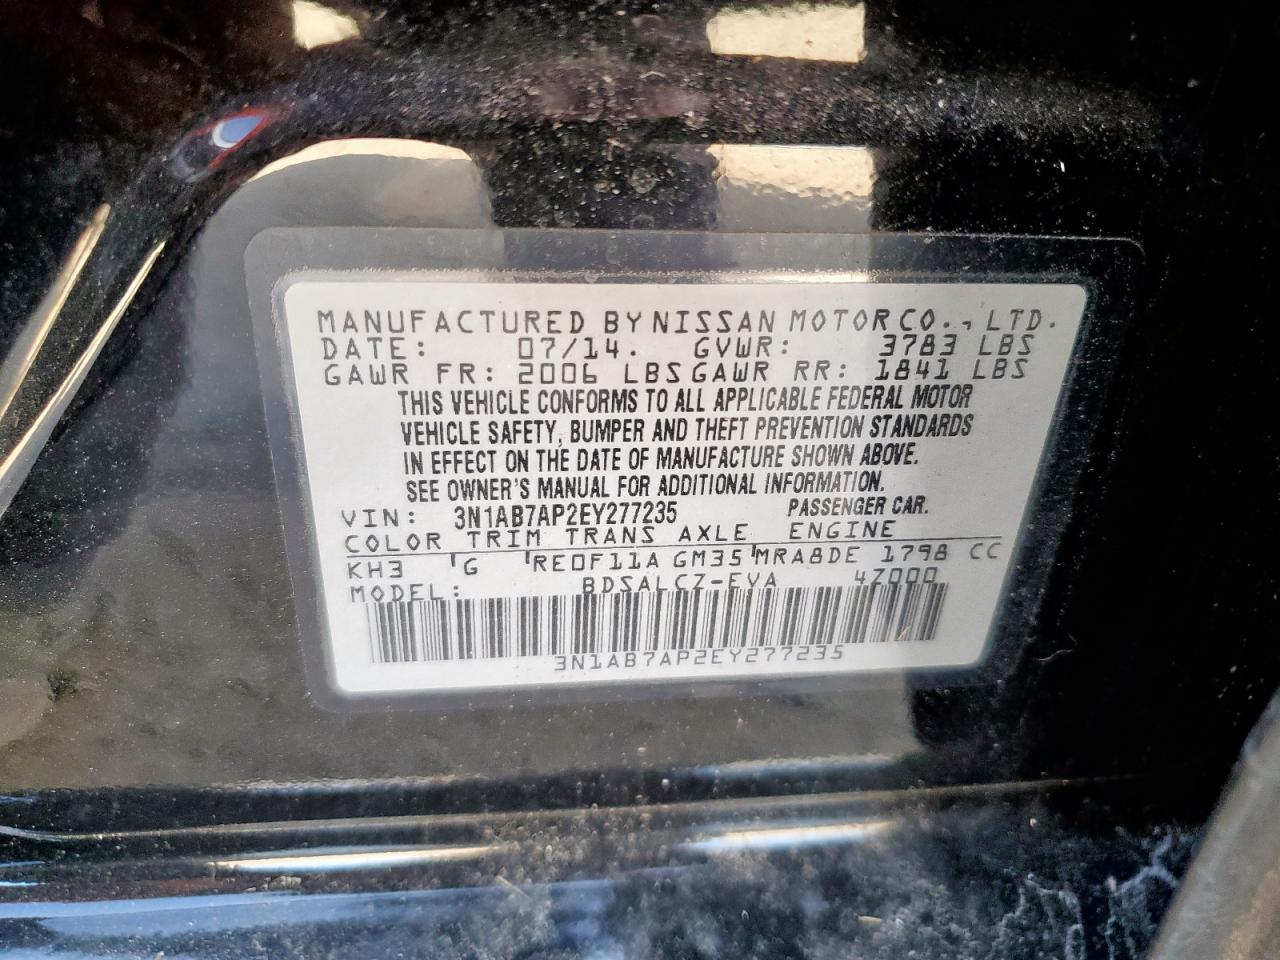 MANUFACTURED BY NISSAN MOTOR CO., LTD.
DATE: 07/14. GVWR: 3783 LBS
GAWR FR: 2006 LBS GAWR RR: 1841 LBS
THIS VEHICLE CONFORMS TO ALL APPLICABLE FEDERAL MOTOR
VEHICLE SAFETY, BUMPER AND THEFT PREVENTION STANDARDS
IN EFFECT ON THE DATE OF MANUFACTURE SHOWN ABOVE.
SEE OWNER'S MANUAL FOR ADDITIONAL INFORMATION.
VIN: 3N1AB7AP2EY277235 PASSENGER CAR.
COLOR TRIM TRANS AXLE ENGINE
KH3 'G 'RE0F11A GM35 'MRA8DE 1798 CC
MODEL: BDSALCZ-EVA 4Z000
3N1AB7AP2EY277235